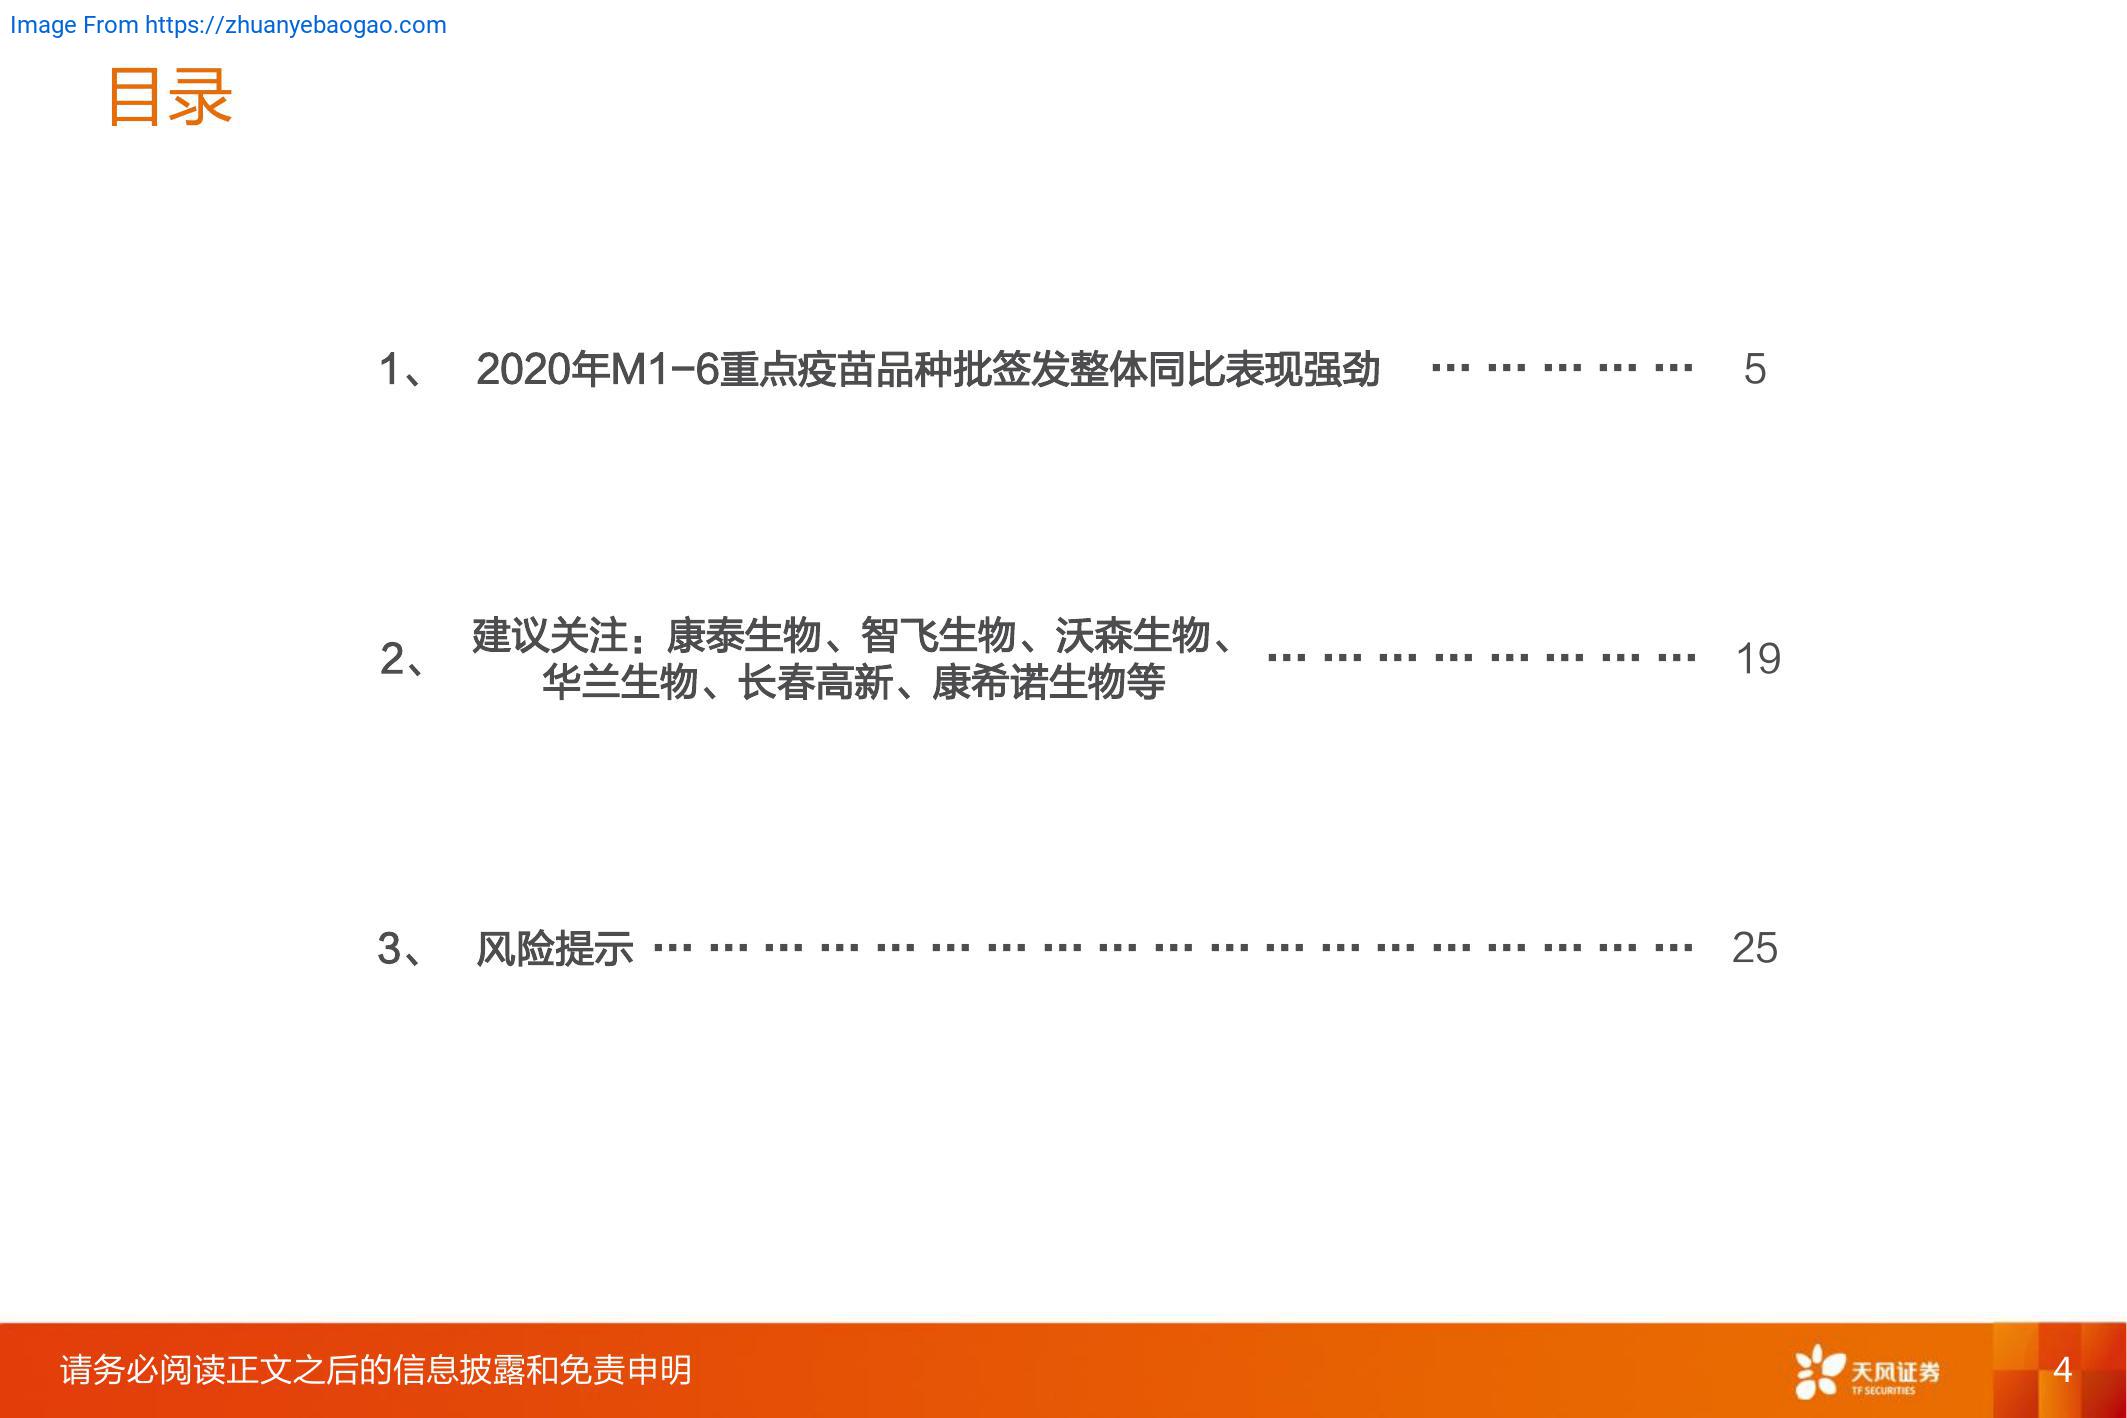 Image From https://zhuanyebaogao.com
目录
1、 2020年M1-6重点疫苗品种批签发整体同比表现强劲 … … … … … 5
2、 建议关注：康泰生物、智飞生物、沃森生物、
华兰生物、长春高新、康希诺生物等 … … … … … … … … 19
3、 风险提示 … … … … … … … … … … … … … … … … … … … 25
请务必阅读正文之后的信息披露和免责申明
天风证券
TF SECURITIES
4